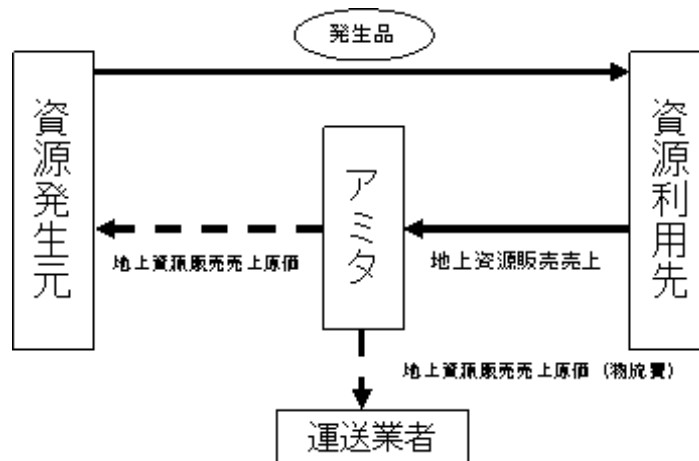 発生品
資源発生元
アミタ
資源利用先
地上資源販売売上原価
地上資源販売売上
地上資源販売売上原価（物流費）
運送業者